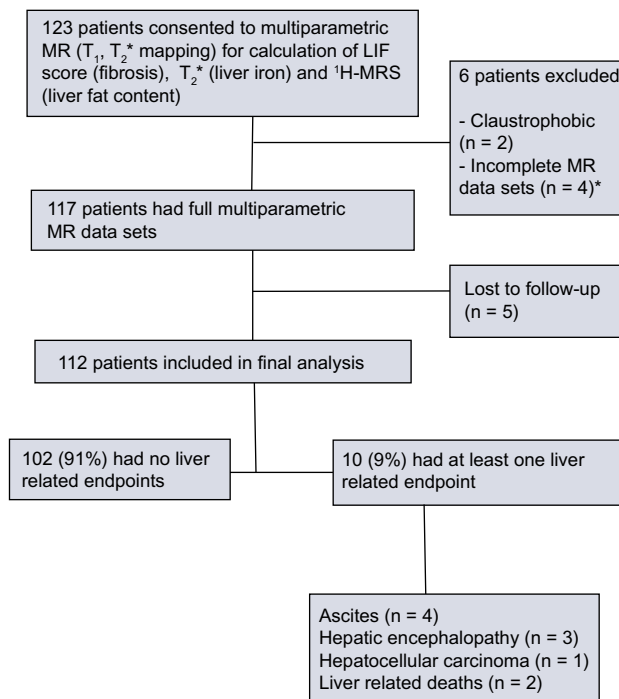 123 patients consented to multiparametric
MR (T₁, T₂* mapping) for calculation of LIF
score (fibrosis), T₂* (liver iron) and ¹H-MRS
(liver fat content)
6 patients excluded
- Claustrophobic
(n = 2)
- Incomplete MR
data sets (n = 4)*
117 patients had full multiparametric
MR data sets
Lost to follow-up
(n = 5)
112 patients included in final analysis
102 (91%) had no liver
related endpoints
10 (9%) had at least one liver
related endpoint
Ascites (n = 4)
Hepatic encephalopathy (n = 3)
Hepatocellular carcinoma (n = 1)
Liver related deaths (n = 2)